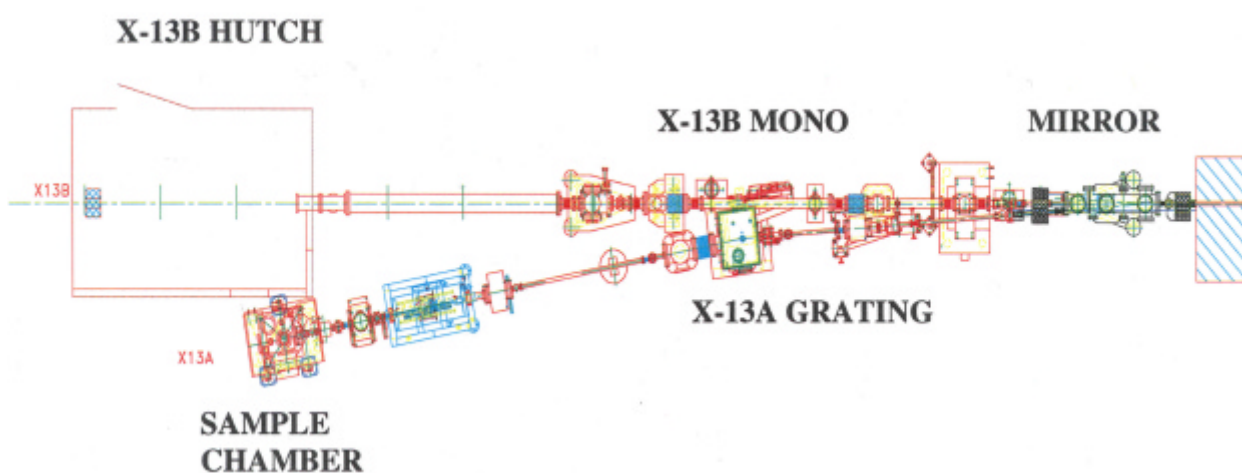 X-13B HUTCH
X-13B MONO
MIRROR
X13B
X-13A GRATING
X13A
SAMPLE
CHAMBER